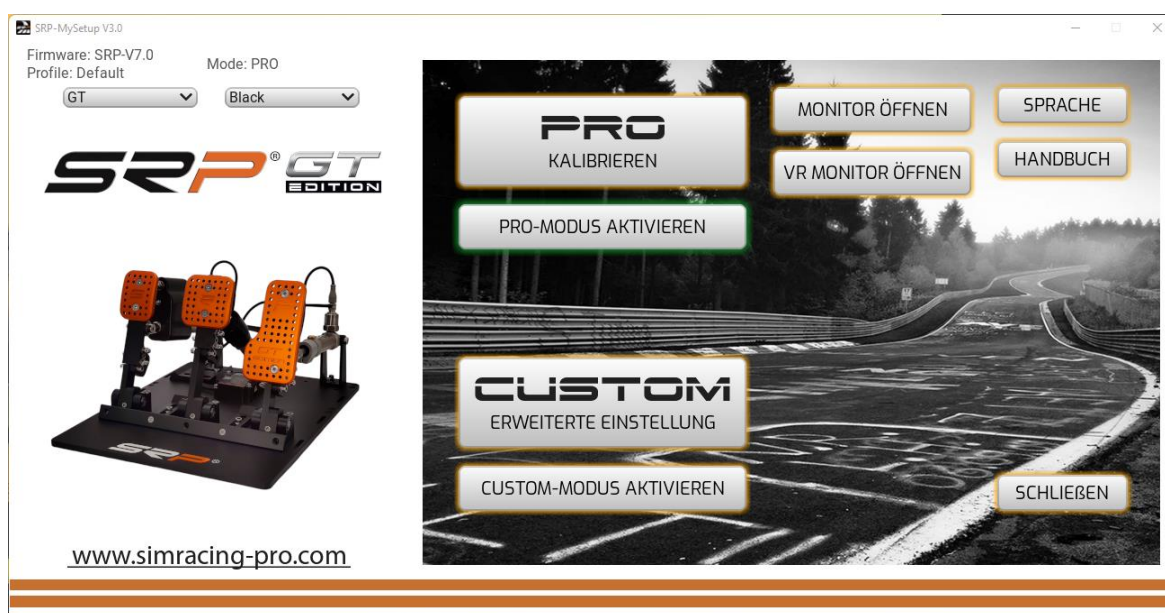 SRP-MySetup V3.0
Firmware: SRP-V7.0
Profile: Default
Mode: PRO
GT
Black
SRP® GT
EDITION
SRP®
www.simracing-pro.com
PRO
KALIBRIEREN
PRO-MODUS AKTIVIEREN
MONITOR ÖFFNEN
VR MONITOR ÖFFNEN
SPRACHE
HANDBUCH
CUSTOM
ERWEITERTE EINSTELLUNG
CUSTOM-MODUS AKTIVIEREN
SCHLIEßEN